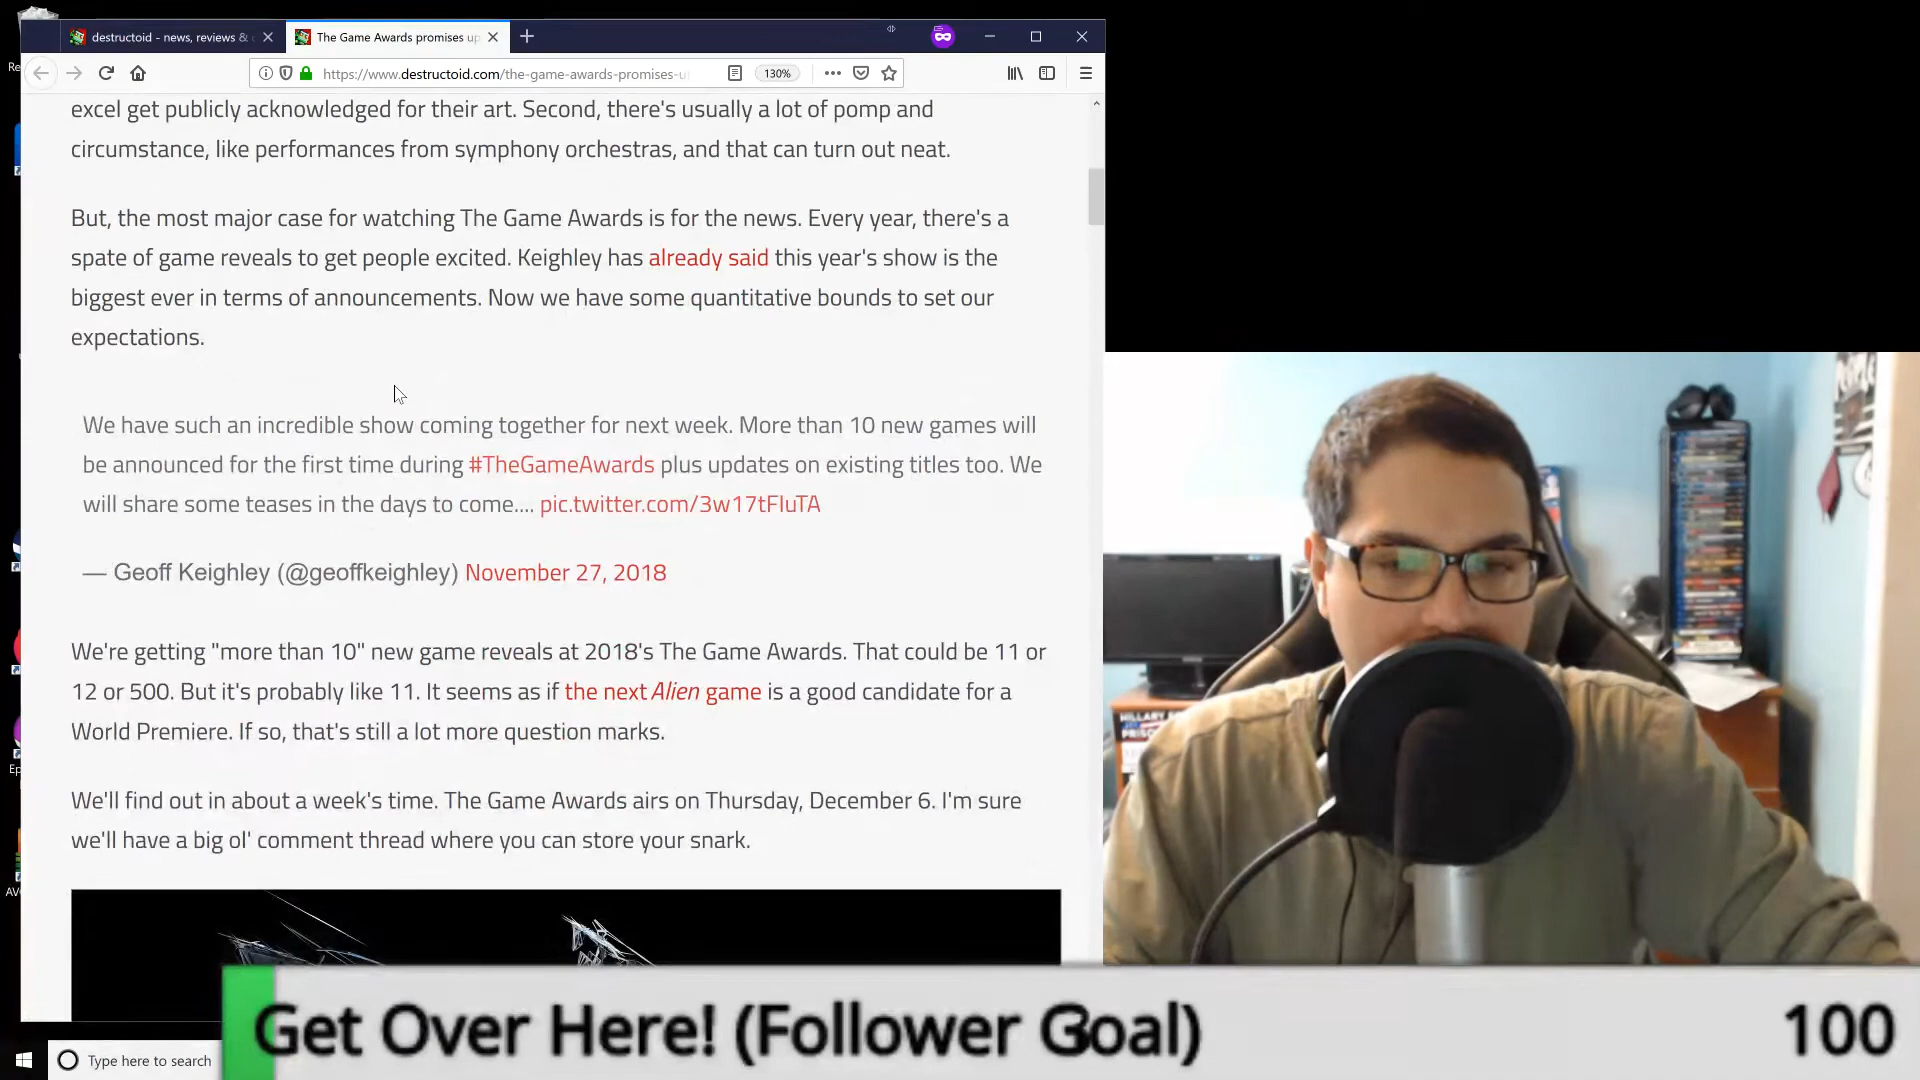 destructoid - news, reviews &
The Game Awards promises up
https://www.destructoid.com/the-game-awards-promises-u
130%
excel get publicly acknowledged for their art. Second, there's usually a lot of pomp and
circumstance, like performances from symphony orchestras, and that can turn out neat.
But, the most major case for watching The Game Awards is for the news. Every year, there's a
spate of game reveals to get people excited. Keighley has already said this year's show is the
biggest ever in terms of announcements. Now we have some quantitative bounds to set our
expectations.
We have such an incredible show coming together for next week. More than 10 new games will
be announced for the first time during #TheGameAwards plus updates on existing titles too. We
will share some teases in the days to come.... pic.twitter.com/3w17tFIuTA
— Geoff Keighley (@geoffkeighley) November 27, 2018
We're getting "more than 10" new game reveals at 2018's The Game Awards. That could be 11 or
12 or 500. But it's probably like 11. It seems as if the next Alien game is a good candidate for a
World Premiere. If so, that's still a lot more question marks.
We'll find out in about a week's time. The Game Awards airs on Thursday, December 6. I'm sure
we'll have a big ol' comment thread where you can store your snark.
Get Over Here! (Follower Goal)
3
100
Type here to search
Re
Ep
AV
HILLARY
PRISON
PEOPLE